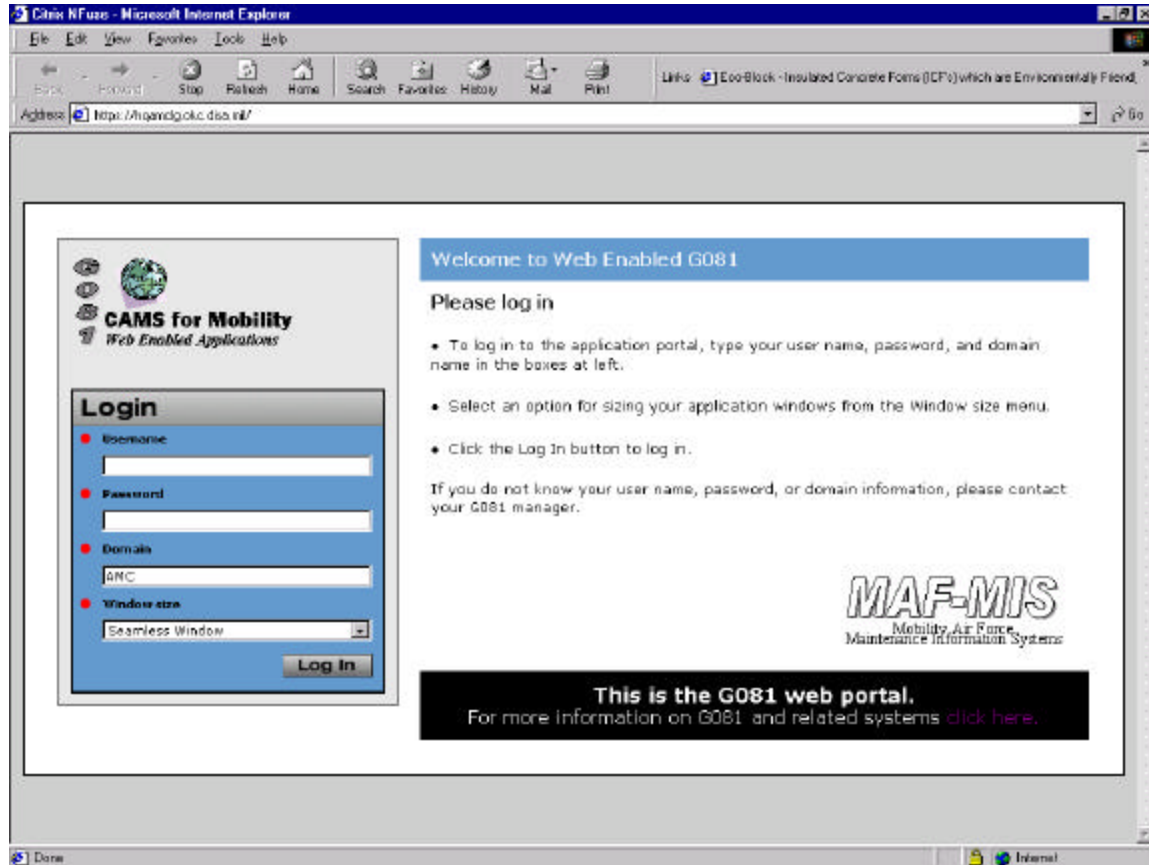 Citrix NFuse - Microsoft Internet Explorer
File Edit View Favorites Tools Help
Back Forward Stop Refresh Home Search Favorites History Mail Print
Links Eco-Block - Insulated Concrete Forms (ICF's) which are Environmentally Friend,
Address Go
Welcome to Web Enabled G081
G
0
8
1
CAMS for Mobility
Web Enabled Applications
Login
Username
Password
Domain
AMC
Window size
Seamless Window
Log In
Please log in
• To log in to the application portal, type your user name, password, and domain
name in the boxes at left.
• Select an option for sizing your application windows from the Window size menu.
• Click the Log In button to log in.
If you do not know your user name, password, or domain information, please contact
your G081 manager.
MAF-MIS
Mobility Air Force
Maintenance Information Systems
This is the G081 web portal.
For more information on G081 and related systems click here.
Done
Internet